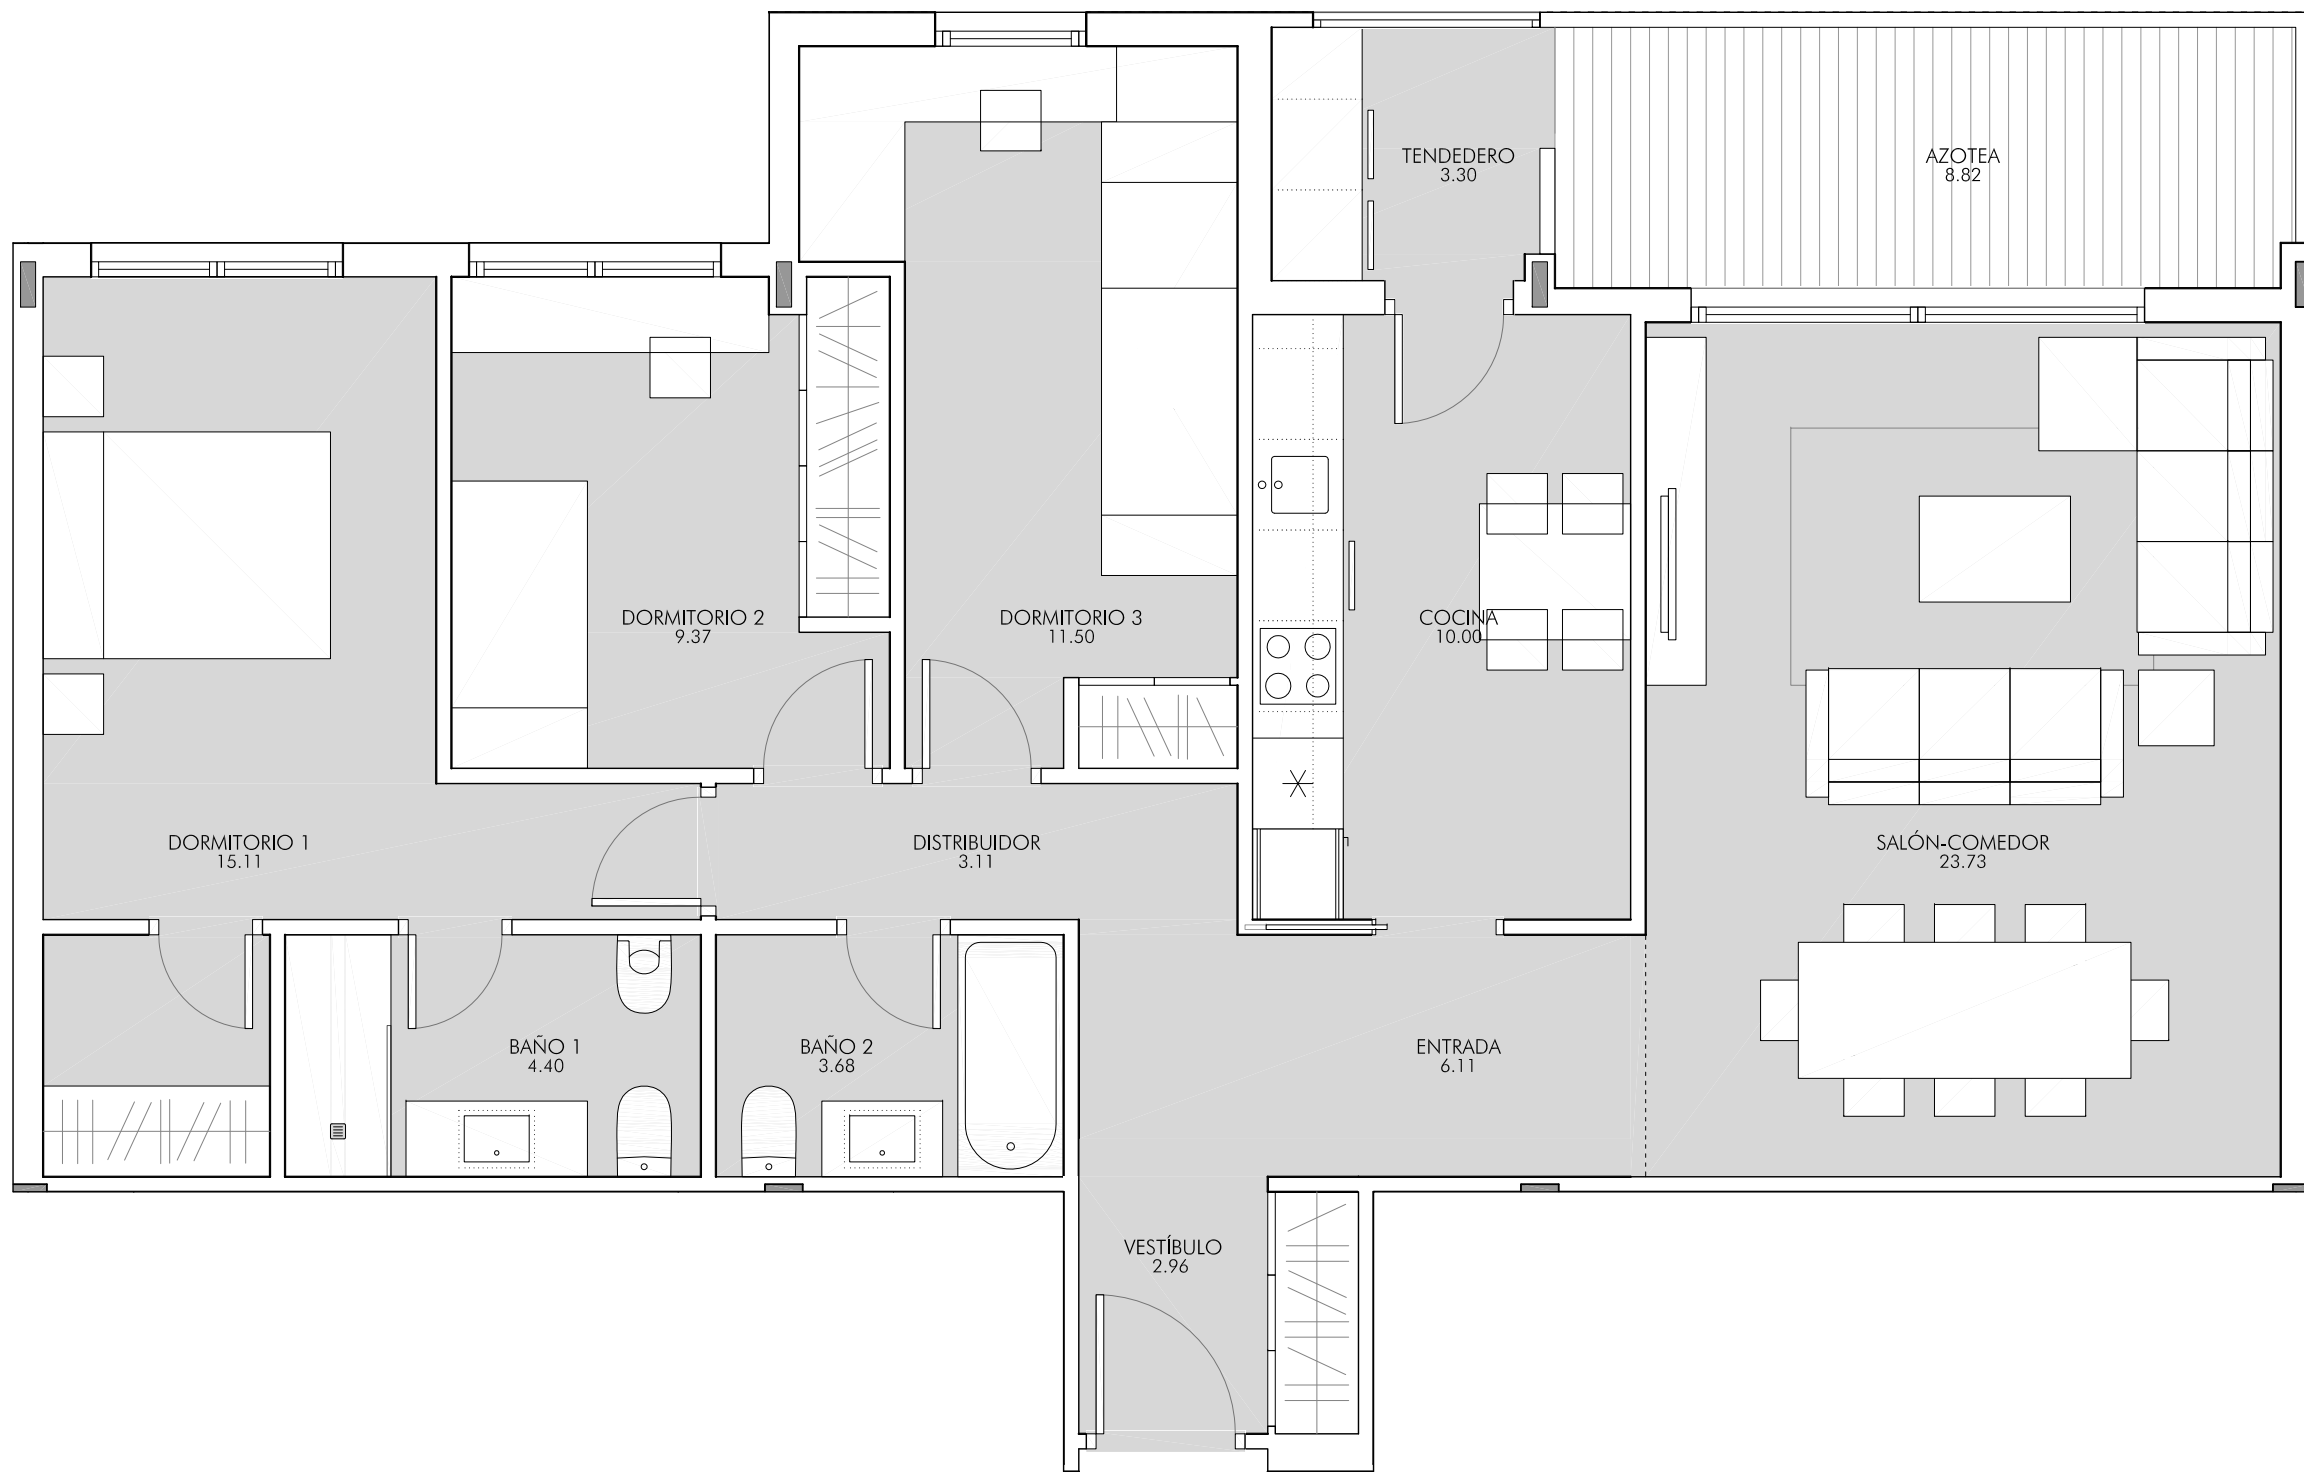 TENDEDERO
3.30
AZOTEA
8.82
DORMITORIO 2
9.37
DORMITORIO 3
11.50
COCINA
10.00
DORMITORIO 1
15.11
DISTRIBUIDOR
3.11
SALÓN-COMEDOR
23.73
BAÑO 1
4.40
BAÑO 2
3.68
ENTRADA
6.11
VESTÍBULO
2.96